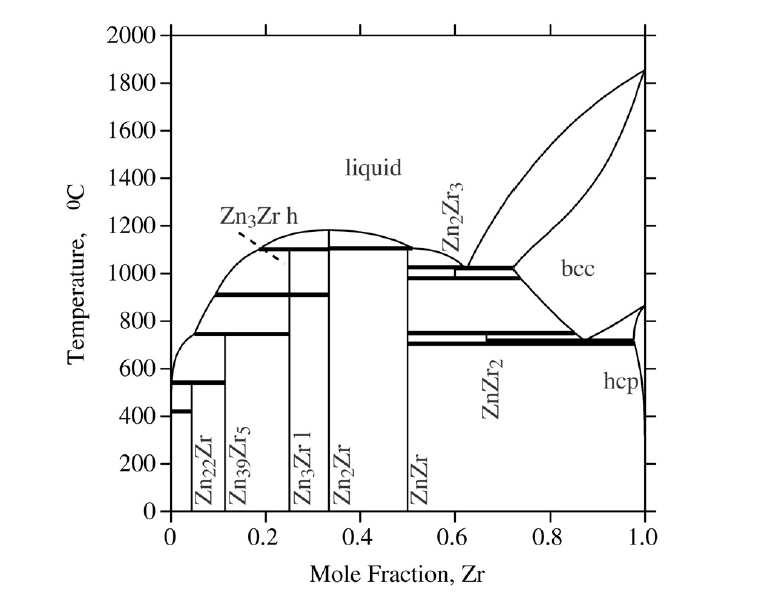 2000
1800
1600
1400
1200
1000
800
600
400
200
0
Temperature, ⁰C
liquid
Zn₃Zr h
Zn₂Zr₃
bcc
hcp
ZnZr₂
Zn₂₂Zr
Zn₃₉Zr₅
Zn₃Zr l
Zn₂Zr
ZnZr
0 0.2 0.4 0.6 0.8 1.0
Mole Fraction, Zr